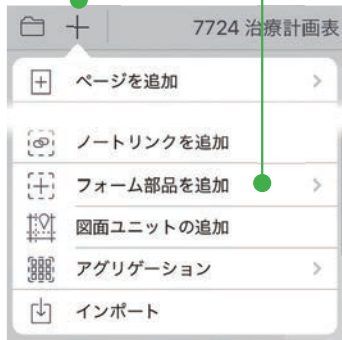 7724 治療計画表
ページを追加
ノートリンクを追加
フォーム部品を追加
図面ユニットの追加
アグリゲーション
インポート